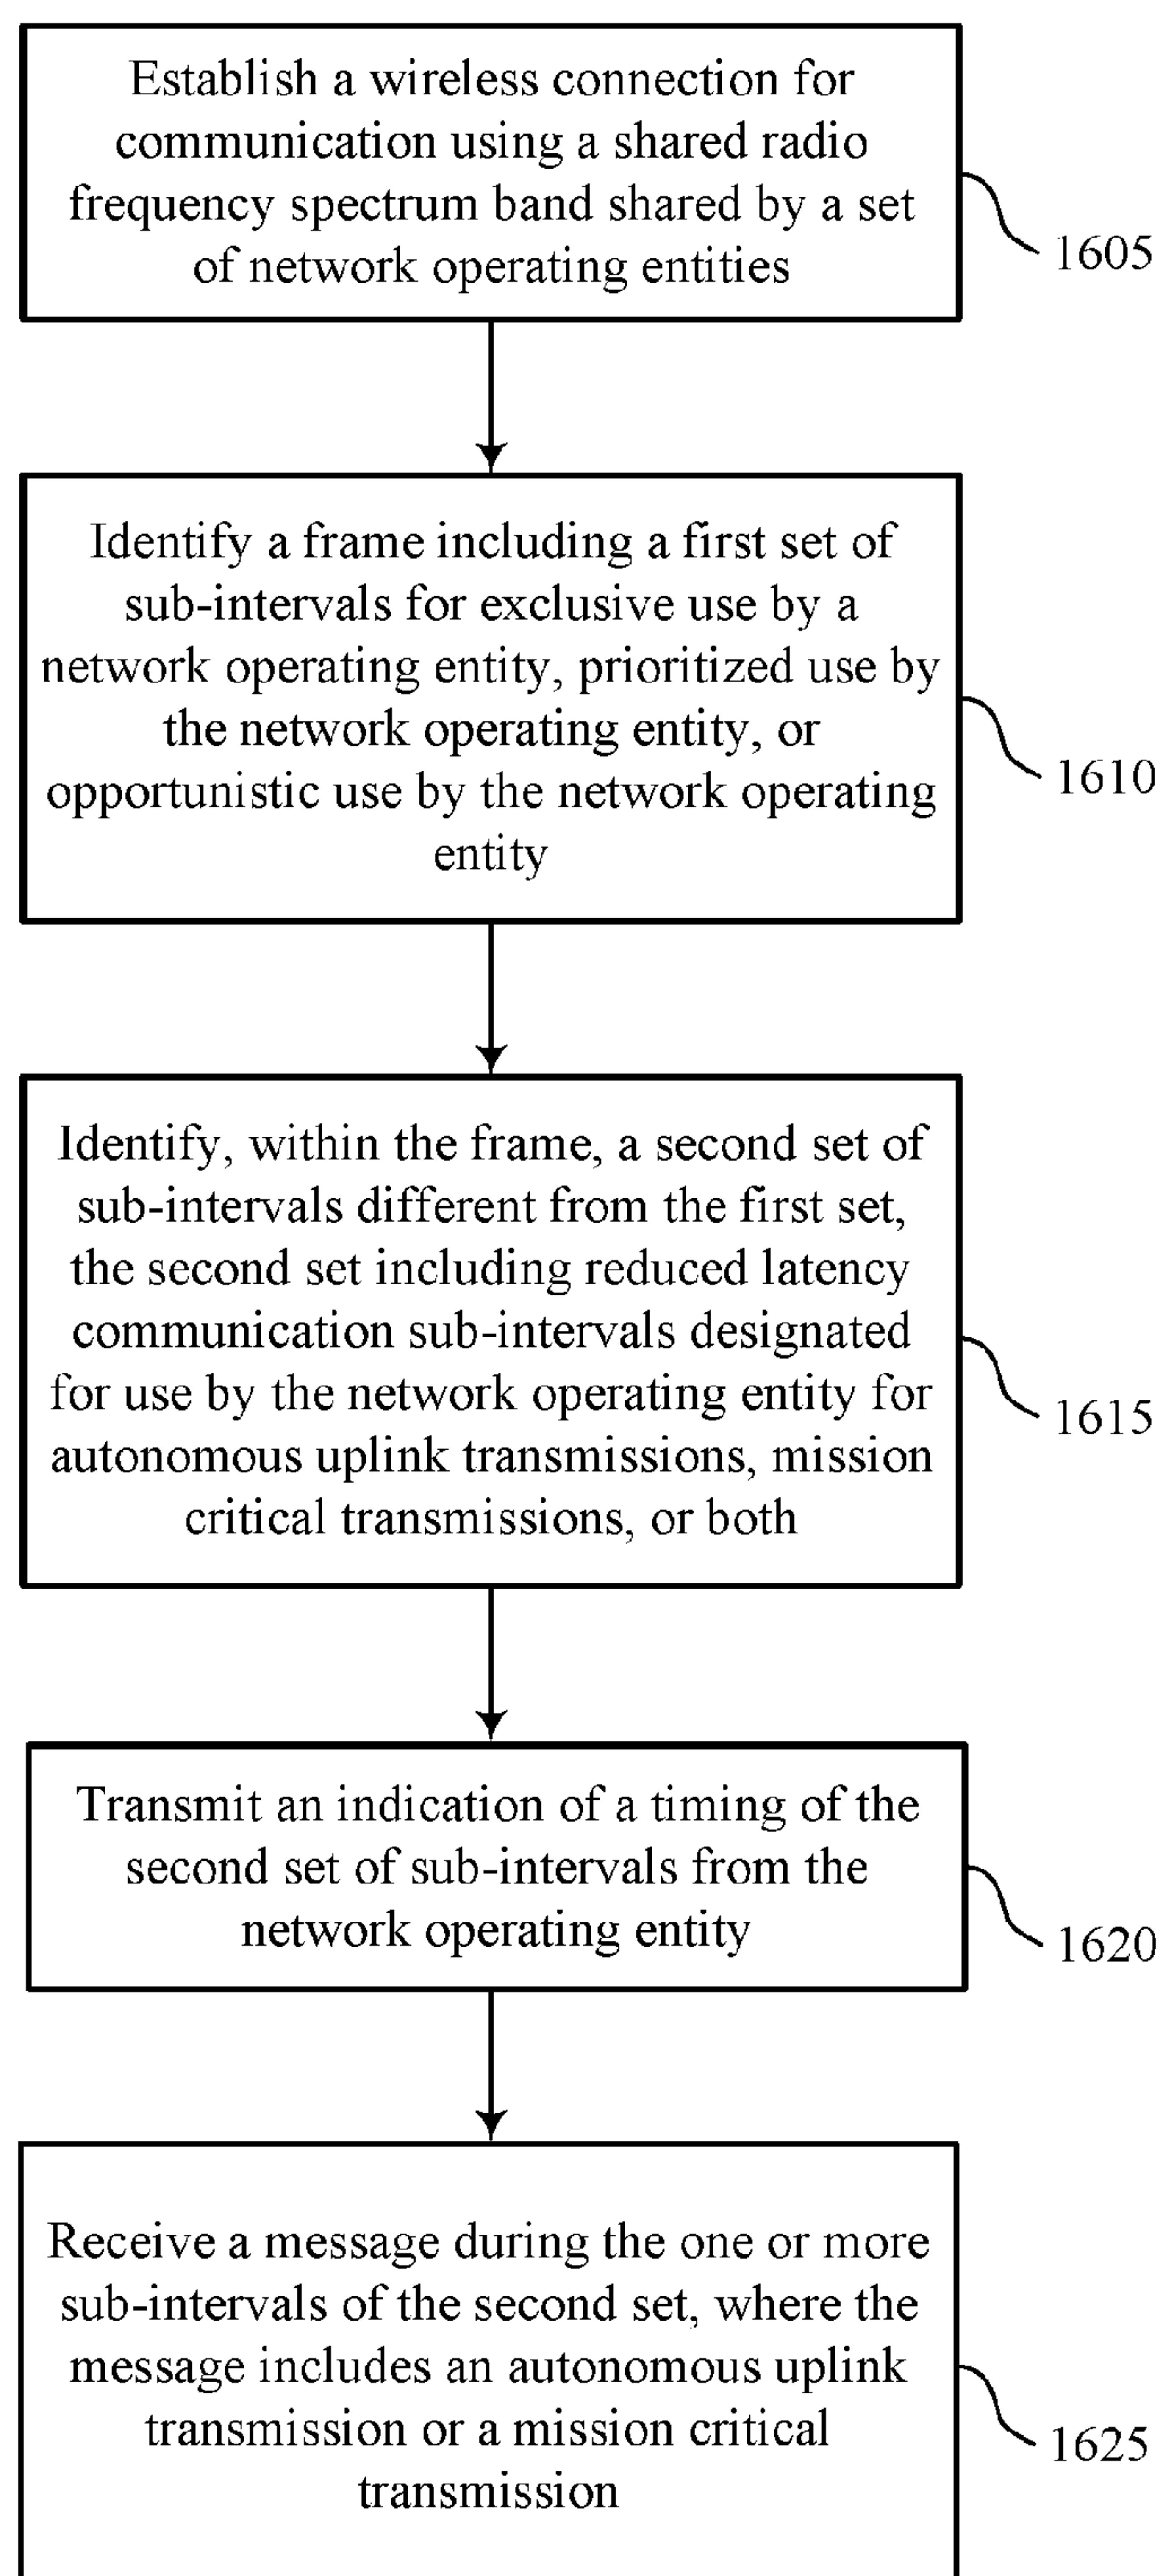 Establish a wireless connection for
communication using a shared radio
frequency spectrum band shared by a set
of network operating entities
1605
Identify a frame including a first set of
sub-intervals for exclusive use by a
network operating entity, prioritized use by
the network operating entity, or
opportunistic use by the network operating
entity
1610
Identify, within the frame, a second set of
sub-intervals different from the first set,
the second set including reduced latency
communication sub-intervals designated
for use by the network operating entity for
autonomous uplink transmissions, mission
critical transmissions, or both
1615
Transmit an indication of a timing of the
second set of sub-intervals from the
network operating entity
1620
Receive a message during the one or more
sub-intervals of the second set, where the
message includes an autonomous uplink
transmission or a mission critical
transmission
1625